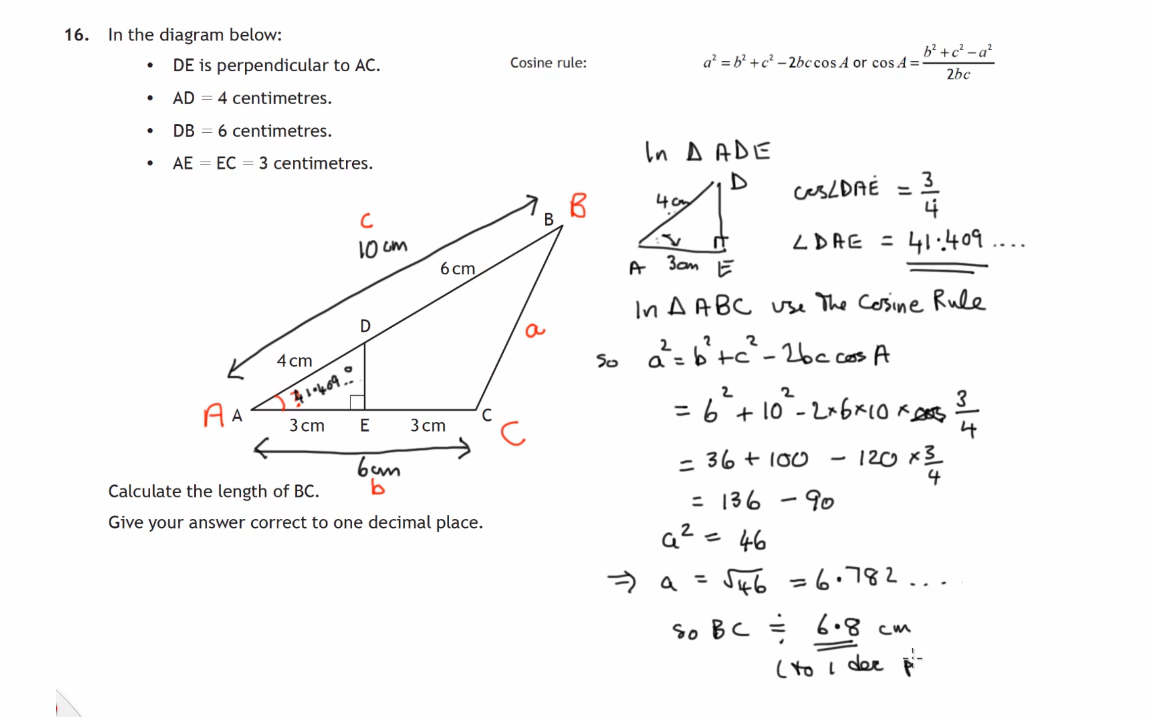 16. In the diagram below:
• DE is perpendicular to AC.
• AD = 4 centimetres.
• DB = 6 centimetres.
• AE = EC = 3 centimetres.
Cosine rule: a² = b² + c² – 2bc cos A or cos A = (b² + c² – a²)/2bc
c
10 cm
B B
6 cm
D
a
4 cm
41.409..°
A A
3 cm E 3 cm C
C
6cm
b
Calculate the length of BC.
Give your answer correct to one decimal place.
In Δ ADE
4cm D
A 3cm E
cos∠DAE = 3/4
∠DAE = 41.409 ....
In Δ ABC use The Cosine Rule
so a² = b² + c² - 2bc cos A
= 6² + 10² - 2×6×10 × 3/4
= 36 + 100 - 120 × 3/4
= 136 - 90
a² = 46
⇒ a = √46 = 6.782 ....
so BC ≑ 6.8 cm
(to 1 dec p